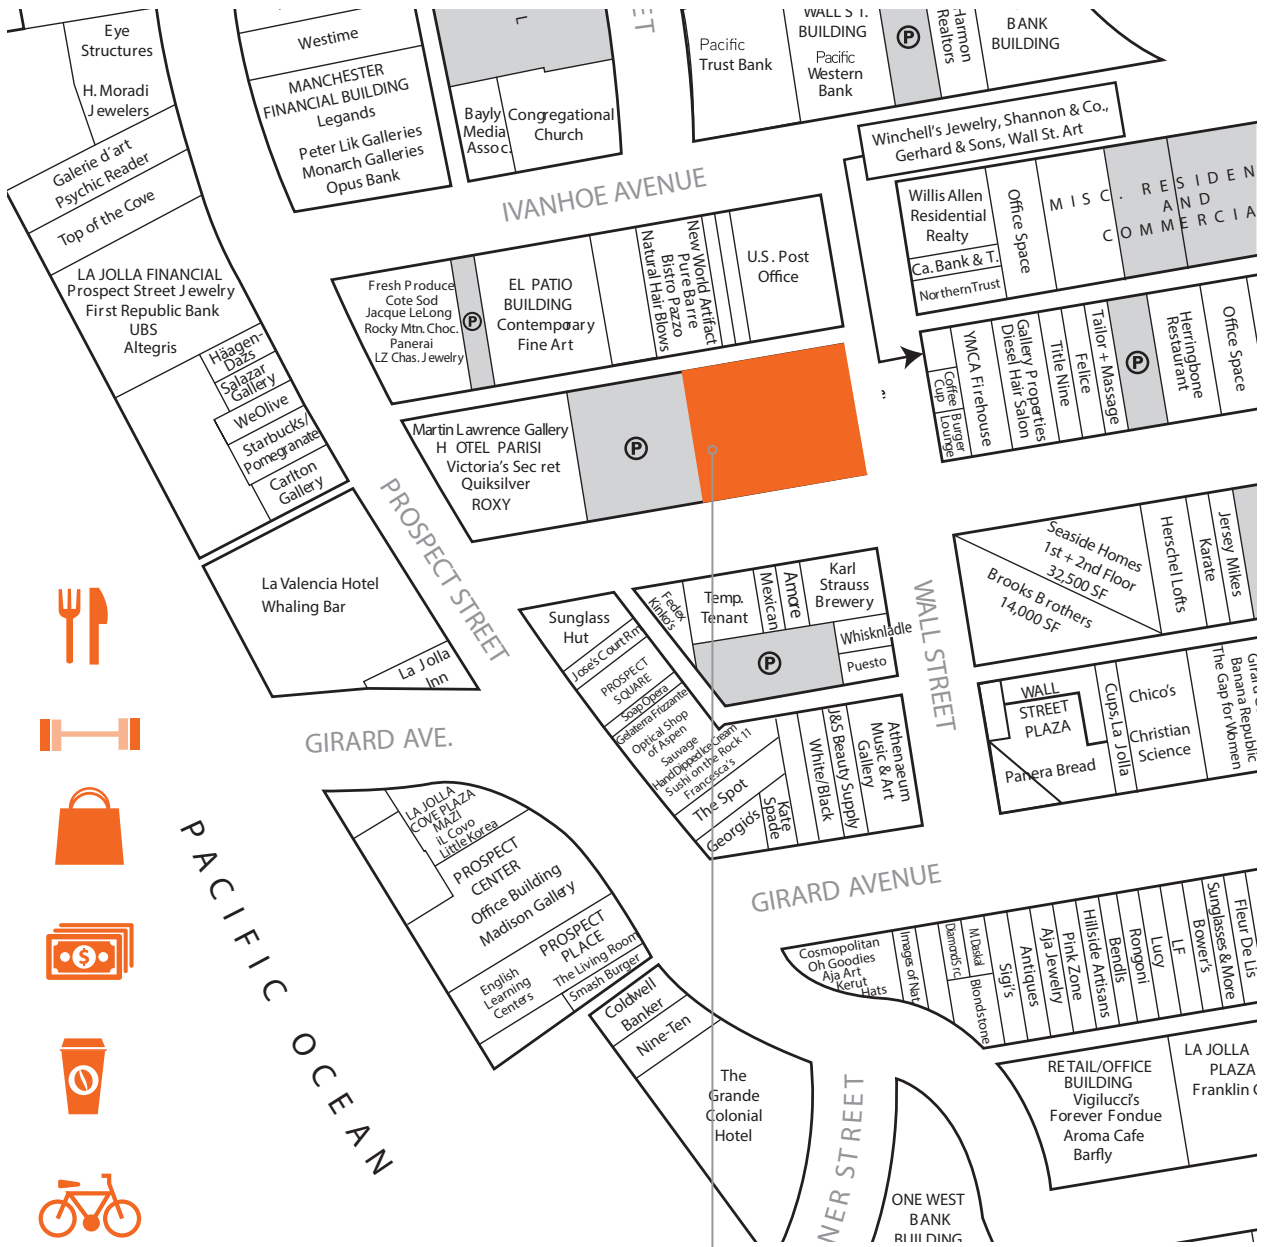 Eye
Structures
H. Moradi
Jewelers
Galerie d'art
Psychic Reader
Top of the Cove
LA JOLLA FINANCIAL
Prospect Street Jewelry
First Republic Bank
UBS
Altegris
Häagen-
Dazs
Salazar
Gallery
WeOlive
Starbucks/
Pomegranate
Carlton
Gallery
La Valencia Hotel
Whaling Bar
La Jolla
Inn
Westime
MANCHESTER
FINANCIAL BUILDING
Legands
Peter Lik Galleries
Monarch Galleries
Opus Bank
L
Bayly
Media
Assoc.
Congregational
Church
ET
Pacific
Trust Bank
WALL ST.
BUILDING
Pacific
Western
Bank
P
Harmon
Realtors
BANK
BUILDING
Winchell's Jewelry, Shannon & Co.,
Gerhard & Sons, Wall St. Art
IVANHOE AVENUE
Willis Allen
Residential
Realty
Ca. Bank & T.
Northern Trust
Office Space
MISC. RESIDEN
AND
COMMERCIA
Fresh Produce
Cote Sod
Jacque LeLong
Rocky Mtn. Choc.
Panerai
LZ Chas. Jewelry
P
EL PATIO
BUILDING
Contemporary
Fine Art
Natural Hair Blows
Bistro Pazzo
Pure Barre
New World Artifact
U.S. Post
Office
Coffee
Cup
Burger
Lounge
YMCA Firehouse
Gallery Properties
Diesel Hair Salon
Title Nine
Felice
Tailor + Massage
P
Herringbone
Restaurant
Office Space
e
Martin Lawrence Gallery
H OTEL PARISI
Victoria's Sec ret
Quiksilver
ROXY
P
PROSPECT STREET
Sunglass
Hut
Jose's Court Rm
PROSPECT
SQUARE
Soap Opera
Gelaterra Frizzante
Optical Shop
of Aspen
Sauvage
Hand Dipped Ice Cream
Sushi on the Rock 11
Francesca's
The Spot
Georgio's
Kate
Spade
White/Black
J&S Beauty Supply
Athenaeum
Music & Art
Gallery
Fedex
Kinko's
Temp.
Tenant
Mexican
Amore
Karl
Strauss
Brewery
P
Whisknladle
Puesto
WALL STREET
Seaside Homes
1st + 2nd Floor
32,500 SF
Brooks Brothers
14,000 SF
Herschel Lofts
Karate
Jersey Mikes
WALL
STREET
PLAZA
Panera Bread
Cups, La Jolla
Chico's
Christian
Science
The Gap for Women
Banana Republic
Girard
GIRARD AVE.
GIRARD AVENUE
LA JOLLA
COVE PLAZA
MAZI
iL Covo
Little Korea
PROSPECT
CENTER
Office Building
Madison Gallery
PROSPECT
PLACE
The Living Room
Smash Burger
English
Learning
Centers
Coldwell
Banker
Nine-Ten
The
Grande
Colonial
Hotel
PACIFIC OCEAN
Cosmopolitan
Oh Goodies
Aja Art
Kerut
Hats
Images of Nat
M. Daskal
Blondstone
Sigi's
Antiques
Aja Jewelry
Pink Zone
Hillside Artisans
Bendls
Rongoni
Lucy
LF
Bower's
Sunglasses & More
Fleur De Lis
RETAIL/OFFICE
BUILDING
Vigilucci's
Forever Fondue
Aroma Cafe
Barfly
LA JOLLA
PLAZA
Franklin
NER STREET
ONE WEST
BANK
BUILDING